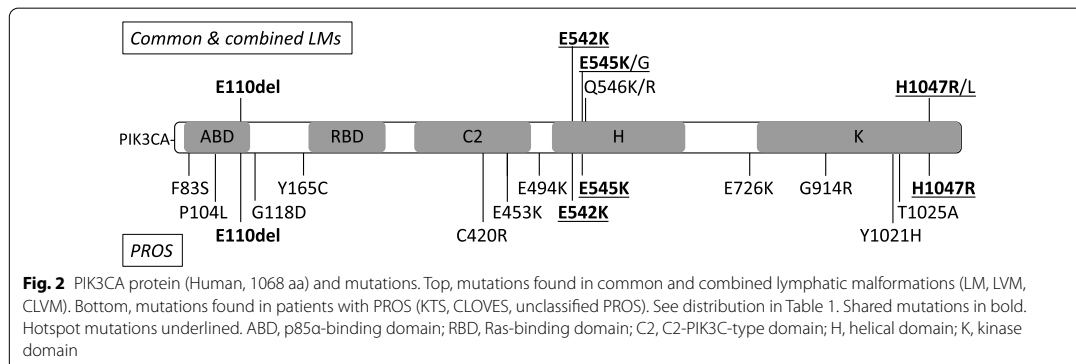 Common & combined LMs
E542K
E545K/G
E110del
Q546K/R
H1047R/L
PIK3CA
ABD
RBD
C2
H
K
F83S
Y165C
E494K
E545K
E726K
G914R
H1047R
P104L
G118D
E453K
E542K
T1025A
E110del
C420R
Y1021H
PROS
Fig. 2 PIK3CA protein (Human, 1068 aa) and mutations. Top, mutations found in common and combined lymphatic malformations (LM, LVM,
CLVM). Bottom, mutations found in patients with PROS (KTS, CLOVES, unclassified PROS). See distribution in Table 1. Shared mutations in bold.
Hotspot mutations underlined. ABD, p85α-binding domain; RBD, Ras-binding domain; C2, C2-PIK3C-type domain; H, helical domain; K, kinase
domain